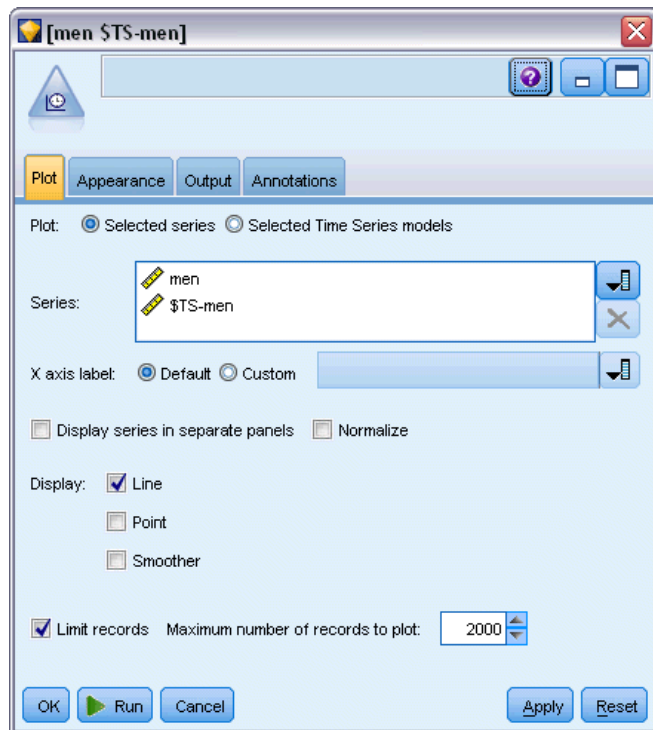 [men $TS-men]
Plot Appearance Output Annotations
Plot: Selected series Selected Time Series models
Series:
men
$TS-men
X axis label: Default Custom
Display series in separate panels Normalize
Display: Line
Point
Smoother
Limit records Maximum number of records to plot: 2000
OK Run Cancel Apply Reset